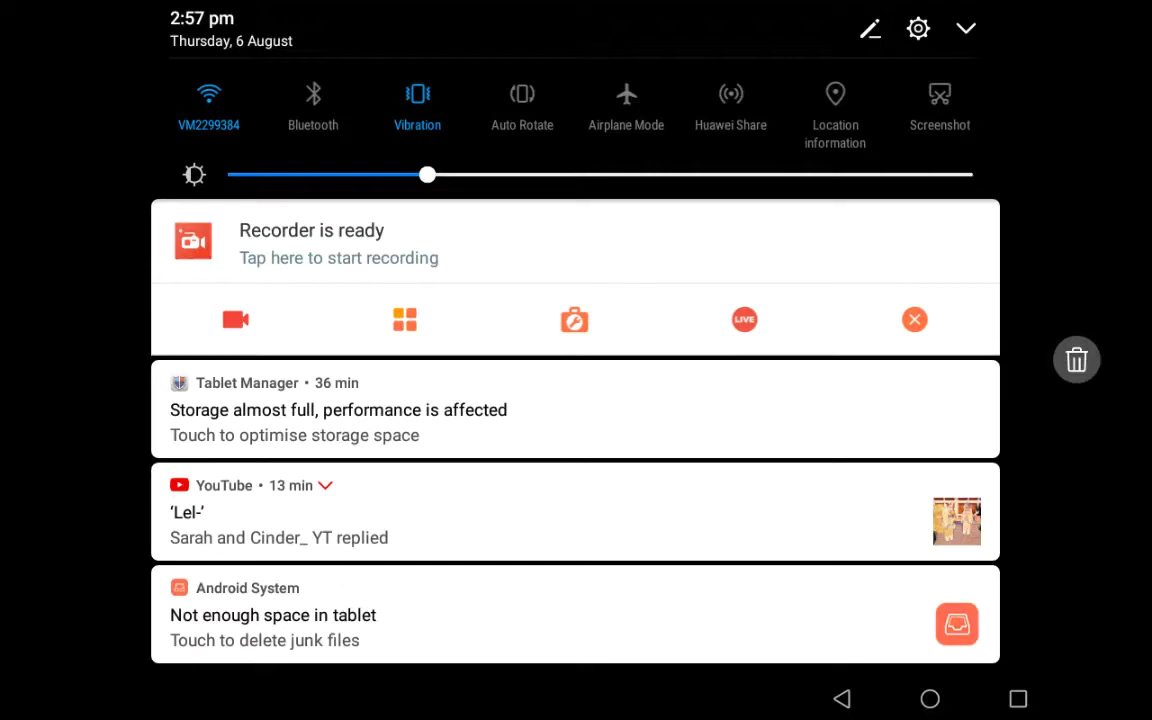 2:57 pm
Thursday, 6 August
VM2299384
Bluetooth
Vibration
Auto Rotate
Airplane Mode
Huawei Share
Location
information
Screenshot
Recorder is ready
Tap here to start recording
LIVE
Tablet Manager • 36 min
Storage almost full, performance is affected
Touch to optimise storage space
YouTube • 13 min
‘Lel-’
Sarah and Cinder_ YT replied
Android System
Not enough space in tablet
Touch to delete junk files